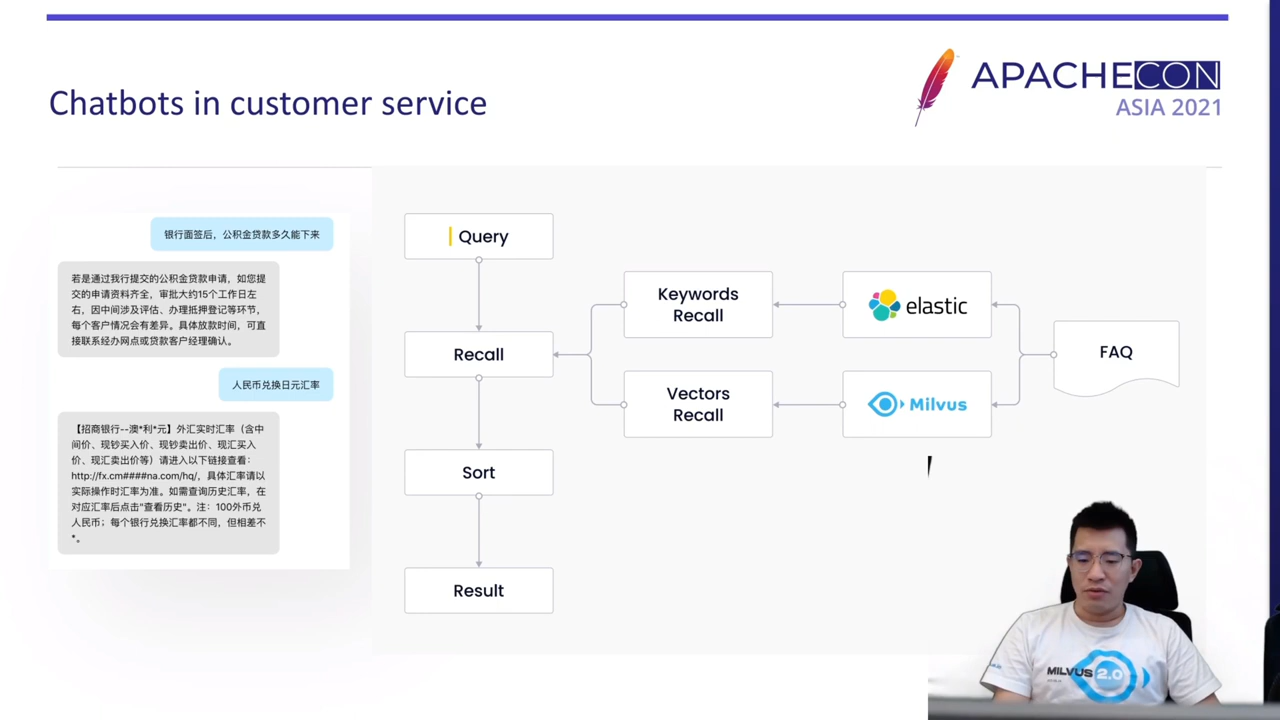 Chatbots in customer service
APACHECON
ASIA 2021
银行面签后，公积金贷款多久能下来
若是通过我行提交的公积金贷款申请，如您提
交的申请资料齐全，审批大约15个工作日左
右，因中间涉及评估、办理抵押登记等环节，
每个客户情况会有差异。具体放款时间，可直
接联系经办网点或贷款客户经理确认。
人民币兑换日元汇率
【招商银行--澳*利*元】外汇实时汇率（含中
间价、现钞买入价、现钞卖出价、现汇买入
价、现汇卖出价等）请进入以下链接查看：
http://fx.cm####na.com/hq/，具体汇率请以
实际操作时汇率为准。如需查询历史汇率，在
对应汇率后点击"查看历史"。注：100外币兑
人民币；每个银行兑换汇率都不同，但相差不
*。
Query
Recall
Sort
Result
Keywords
Recall
Vectors
Recall
elastic
Milvus
FAQ
MILVUS 2.0